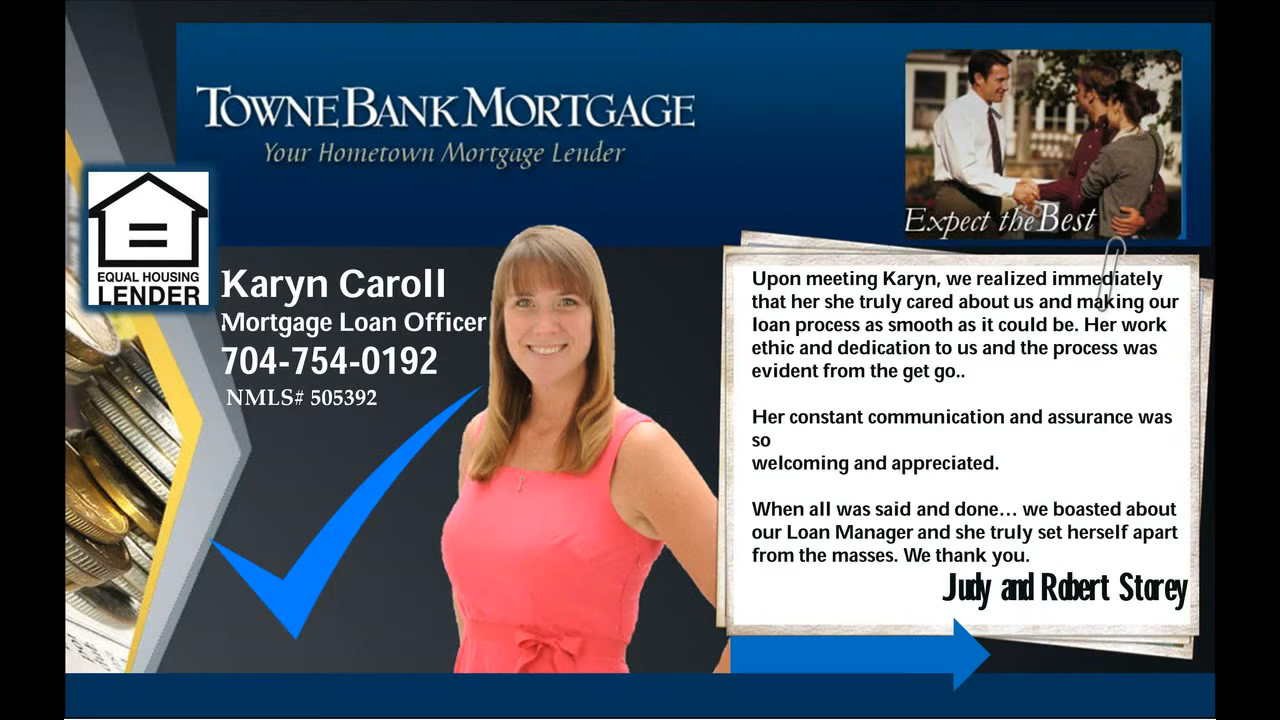 TOWNEBANK MORTGAGE
Your Hometown Mortgage Lender
Expect the Best
EQUAL HOUSING
LENDER
Karyn Caroll
Mortgage Loan Officer
704-754-0192
NMLS# 505392
Upon meeting Karyn, we realized immediately
that her she truly cared about us and making our
loan process as smooth as it could be. Her work
ethic and dedication to us and the process was
evident from the get go..
Her constant communication and assurance was
so
welcoming and appreciated.
When all was said and done... we boasted about
our Loan Manager and she truly set herself apart
from the masses. We thank you.
Judy and Robert Storey